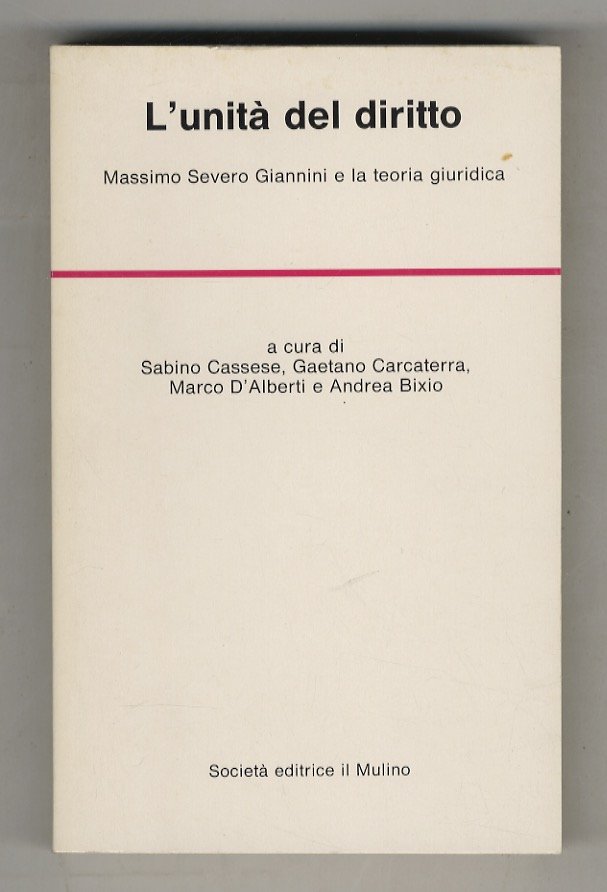 L'unità del diritto
Massimo Severo Giannini e la teoria giuridica
a cura di
Sabino Cassese, Gaetano Carcaterra,
Marco D'Alberti e Andrea Bixio
Società editrice il Mulino